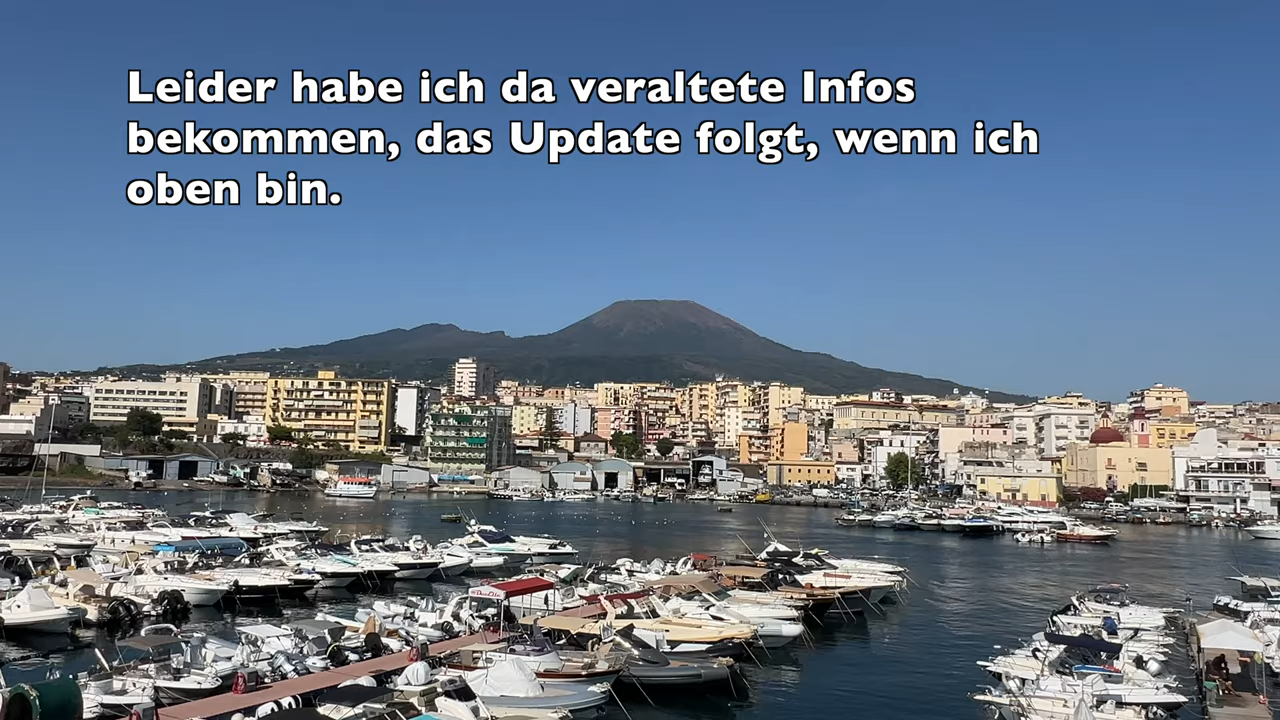 Leider habe ich da veraltete Infos
bekommen, das Update folgt, wenn ich
oben bin.